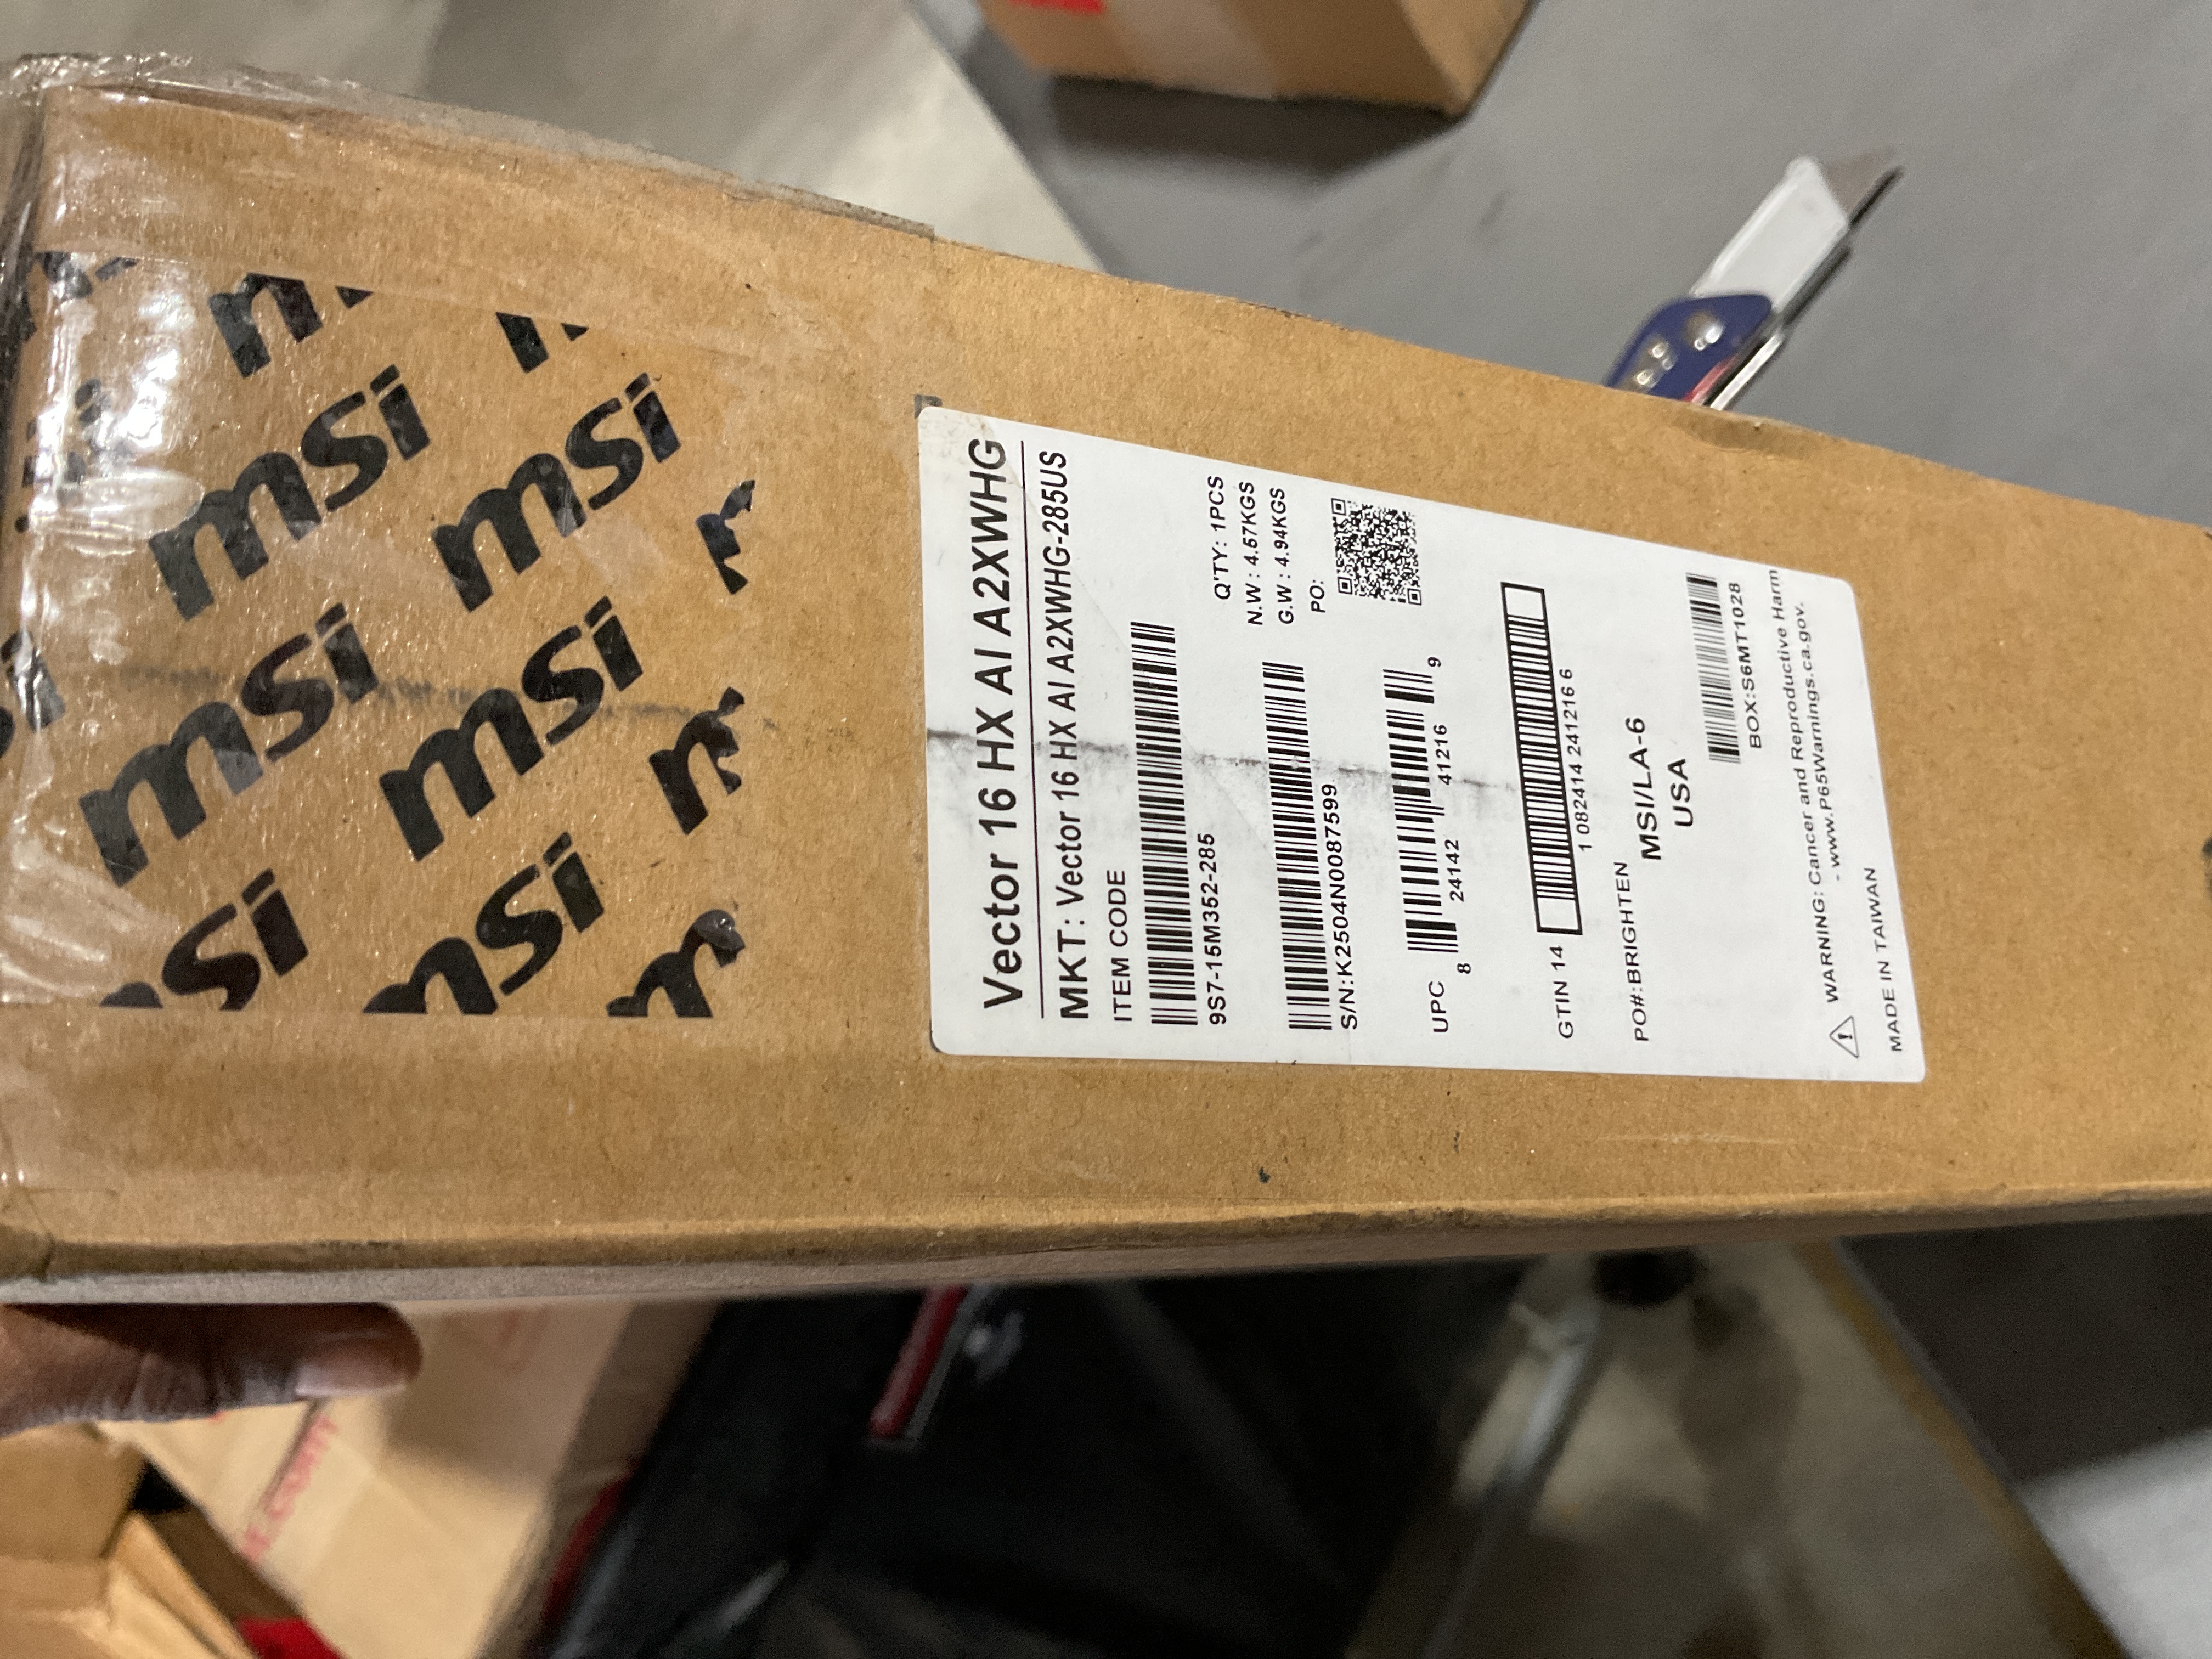 msi
msi
msi
msi
msi
Vector 16 HX AI A2XWHG
MKT: Vector 16 HX AI A2XWHG-285US
ITEM CODE
9S7-15M352-285
Q'TY: 1PCS
N.W : 4.57KGS
G.W : 4.94KGS
PO:
S/N:K2504N0087599
UPC
8 24142 41216 9
GTIN 14
1 0824142412166
PO#:BRIGHTEN
MSI/LA-6
USA
BOX:S6MT1028
WARNING: Cancer and Reproductive Harm
- www.P65Warnings.ca.gov.
MADE IN TAIWAN